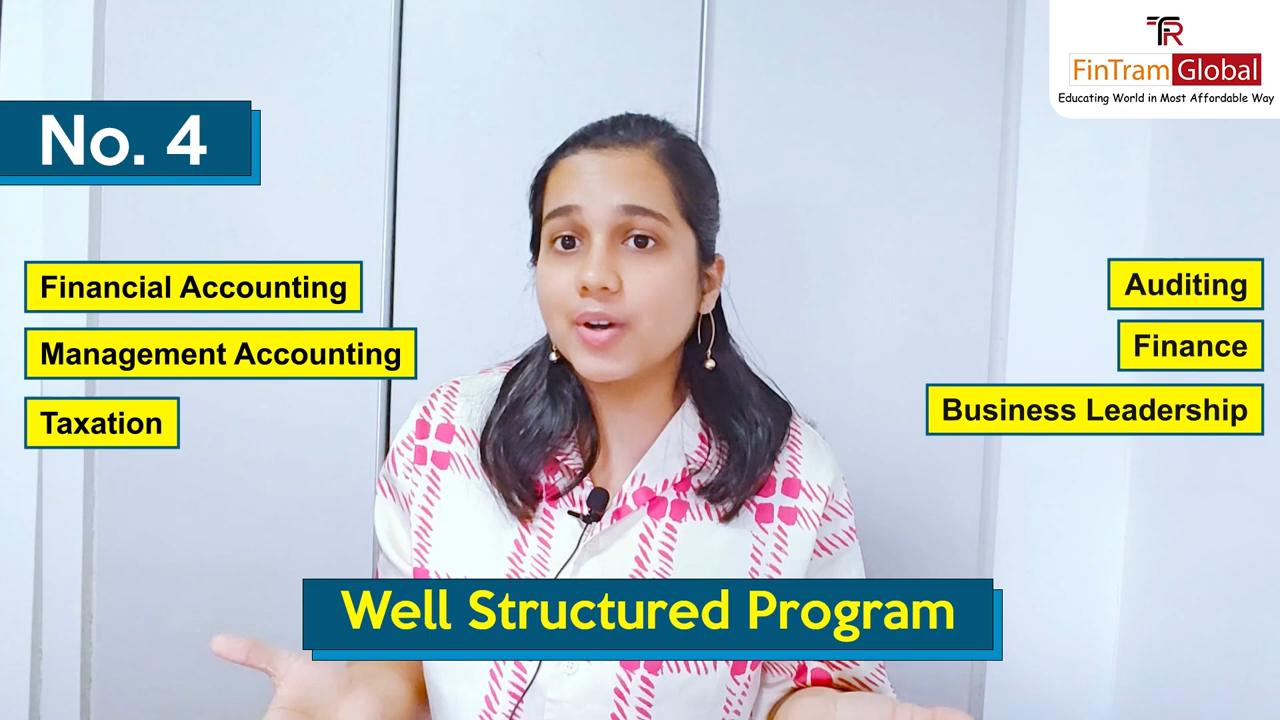 TR
FinTram Global
Educating World in Most Affordable Way
No. 4
Financial Accounting
Management Accounting
Taxation
Auditing
Finance
Business Leadership
Well Structured Program